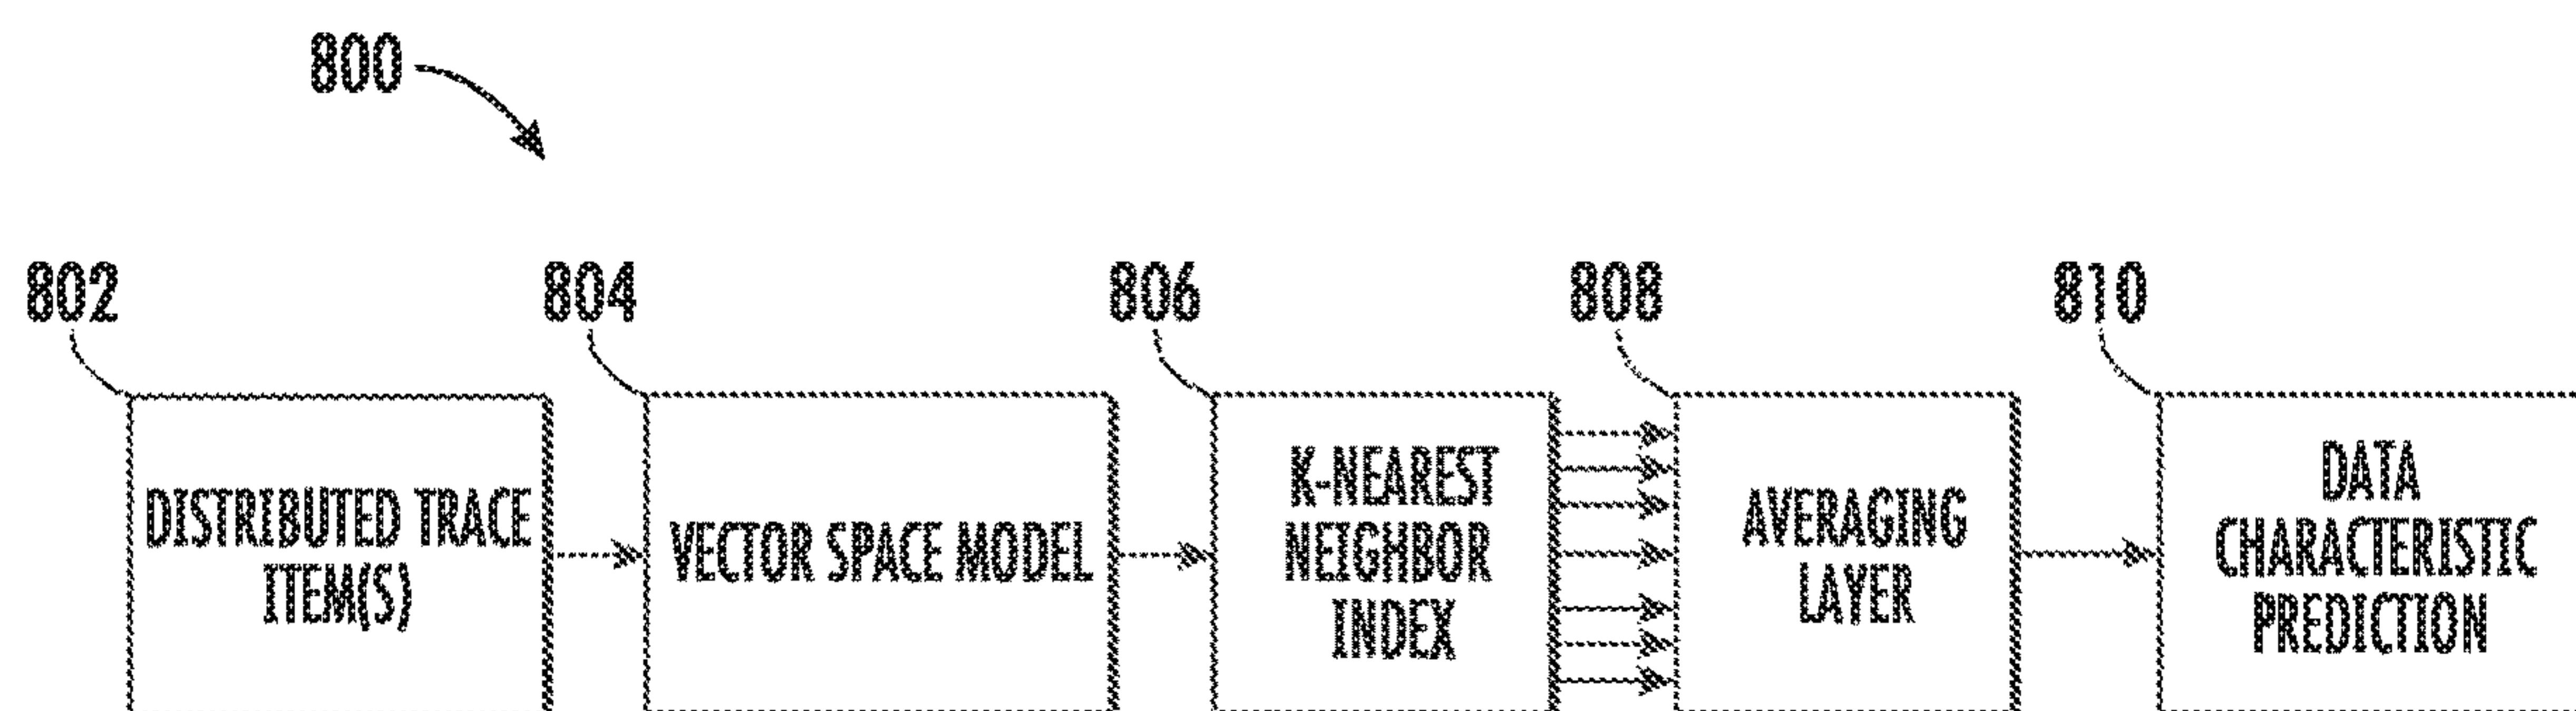 800
802
804
806
808
810
DISTRIBUTED TRACE
ITEM(S)
VECTOR SPACE MODEL
K-NEAREST
NEIGHBOR
INDEX
AVERAGING
LAYER
DATA
CHARACTERISTIC
PREDICTION